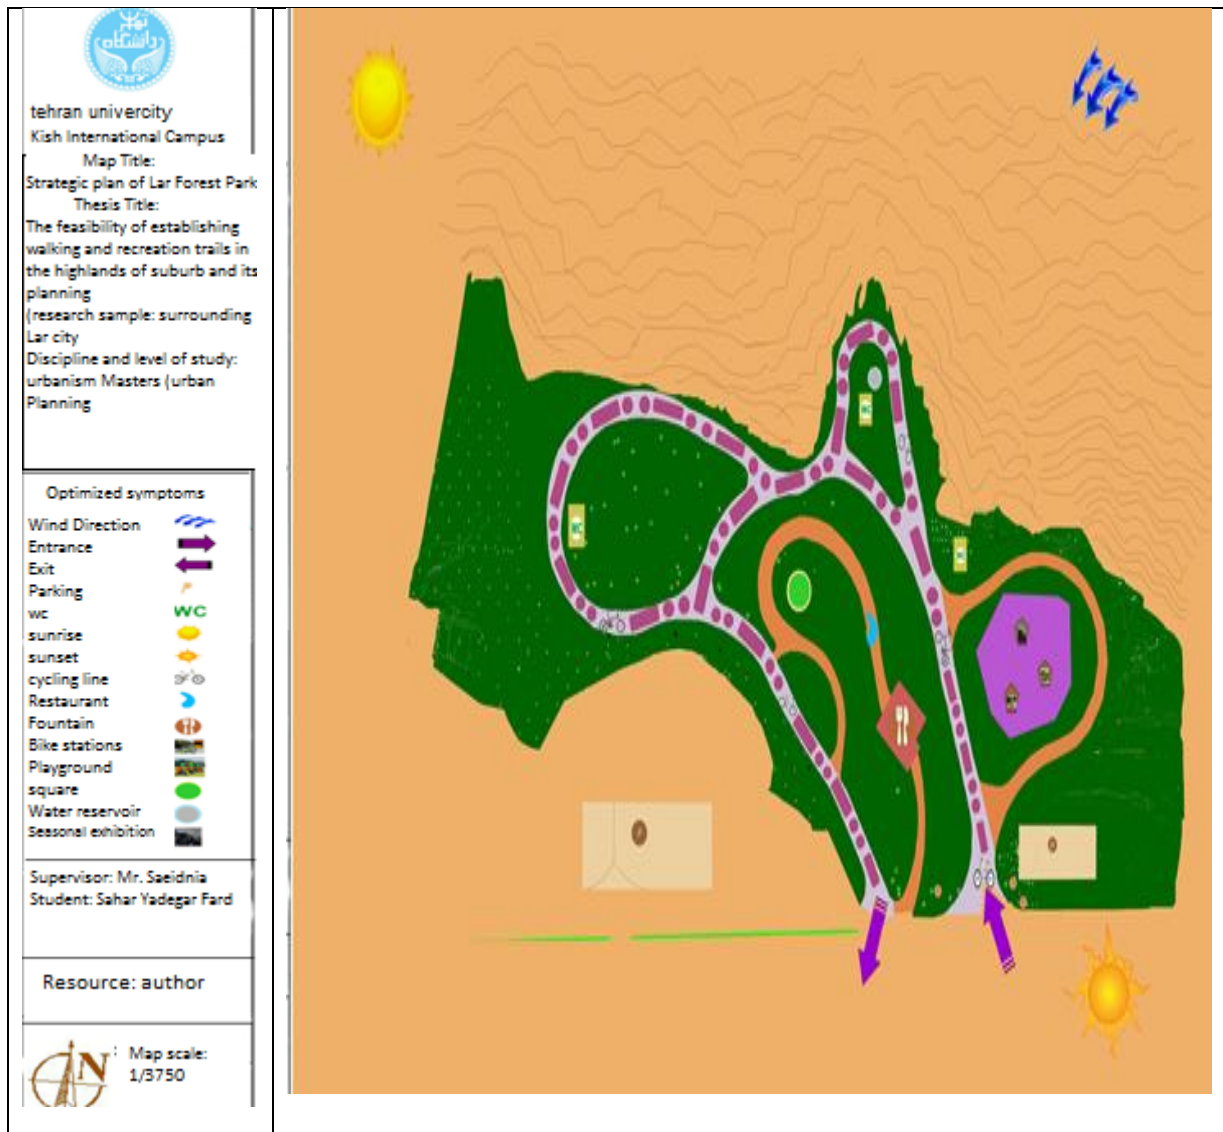 دانشگاه
tehran univercity
Kish International Campus
Map Title:
Strategic plan of Lar Forest Park
Thesis Title:
The feasibility of establishing
walking and recreation trails in
the highlands of suburb and its
planning
(research sample: surrounding
Lar city
Discipline and level of study:
urbanism Masters (urban
Planning
Optimized symptoms
Wind Direction
Entrance
Exit
Parking
wc WC
sunrise
sunset
cycling line
Restaurant
Fountain
Bike stations
Playground
square
Water reservoir
Seasonal exhibition
Supervisor: Mr. Saeidnia
Student: Sahar Yadegar Fard
Resource: author
N
: Map scale:
1/3750
WC
WC
WC